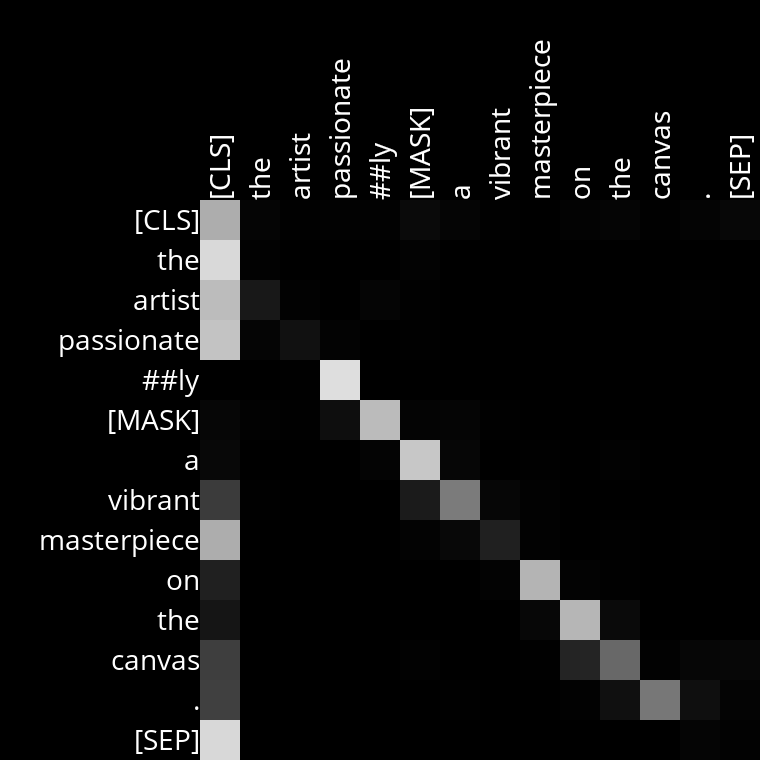 [CLS] the artist passionate ##ly [MASK] a vibrant masterpiece on the canvas . [SEP]
[CLS]
the
artist
passionate
##ly
[MASK]
a
vibrant
masterpiece
on
the
canvas
.
[SEP]